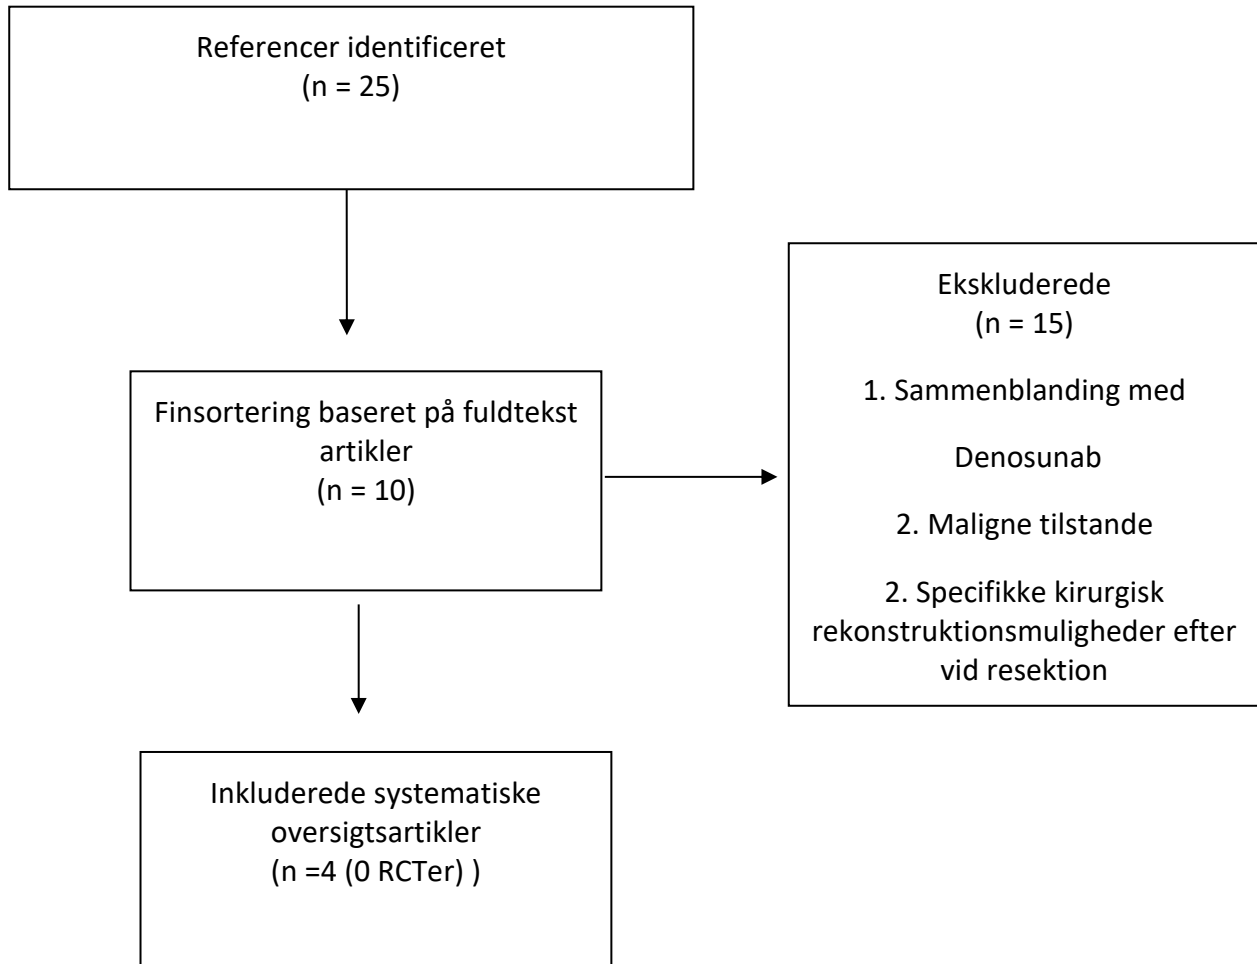 Referencer identificeret
(n = 25)
Ekskluderede
(n = 15)
1. Sammenblanding med
Denosunab
2. Maligne tilstande
2. Specifikke kirurgisk
rekonstruktionsmuligheder efter
vid resektion
Finsortering baseret på fuldtekst
artikler
(n = 10)
Inkluderede systematiske
oversigtsartikler
(n =4 (0 RCTer) )